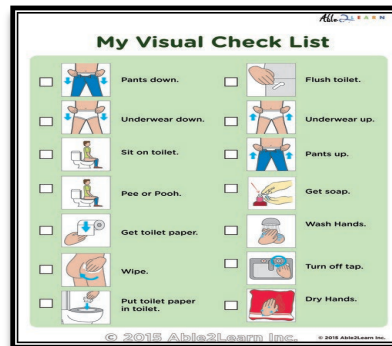 Able2LEARN
My Visual Check List
Pants down.
Underwear down.
Sit on toilet.
Pee or Pooh.
Get toilet paper.
Wipe.
Put toilet paper
in toilet.
Flush toilet.
Underwear up.
Pants up.
Get soap.
Wash Hands.
Turn off tap.
Dry Hands.
© 2015 Able2Learn Inc.
© 2015 Able2Learn Inc.